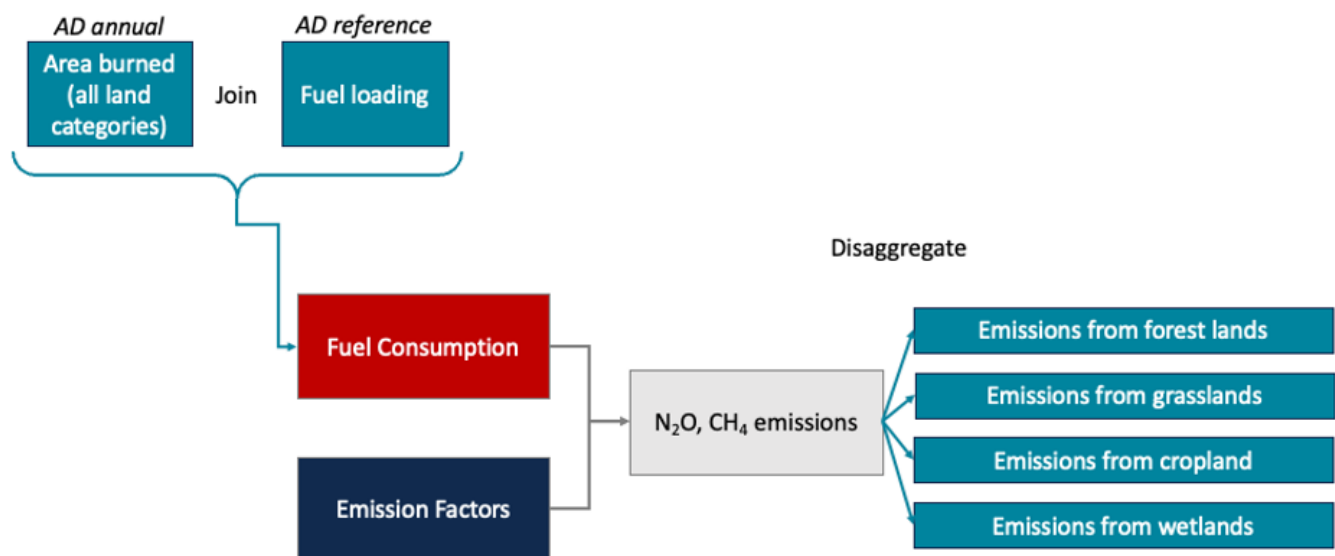 AD annual
AD reference
Area burned
(all land
categories)
Join
Fuel loading
Disaggregate
Fuel Consumption
Emission Factors
N₂O, CH₄ emissions
Emissions from forest lands
Emissions from grasslands
Emissions from cropland
Emissions from wetlands